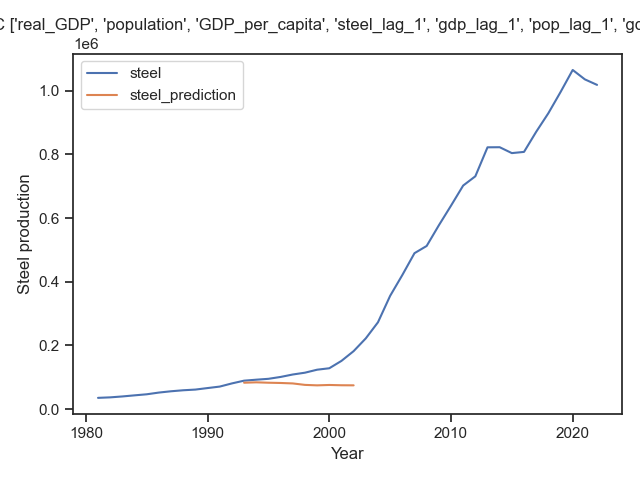 ['real_GDP', 'population', 'GDP_per_capita', 'steel_lag_1', 'gdp_lag_1', 'pop_lag_1',
1e6
steel
steel_prediction
1.0
0.8
0.6
0.4
0.2
0.0
Steel production
1980
1990
2000
2010
2020
Year